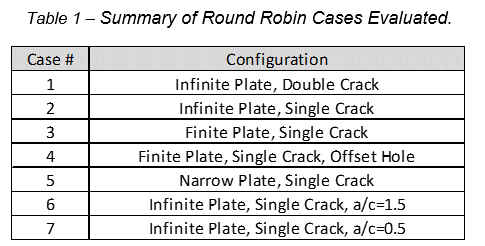 Table 1 – Summary of Round Robin Cases Evaluated.
Case # Configuration
1 Infinite Plate, Double Crack
2 Infinite Plate, Single Crack
3 Finite Plate, Single Crack
4 Finite Plate, Single Crack, Offset Hole
5 Narrow Plate, Single Crack
6 Infinite Plate, Single Crack, a/c=1.5
7 Infinite Plate, Single Crack, a/c=0.5